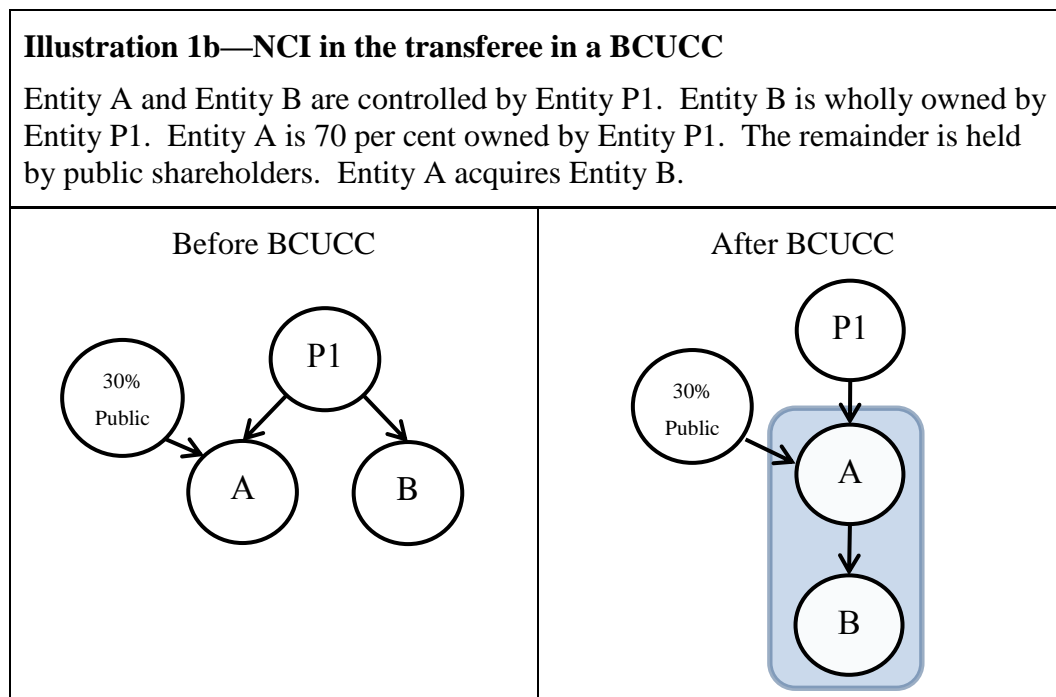 Illustration 1b—NCI in the transferee in a BCUCC
Entity A and Entity B are controlled by Entity P1. Entity B is wholly owned by
Entity P1. Entity A is 70 per cent owned by Entity P1. The remainder is held
by public shareholders. Entity A acquires Entity B.
Before BCUCC
P1
30%
Public
A
B
After BCUCC
P1
30%
Public
A
B